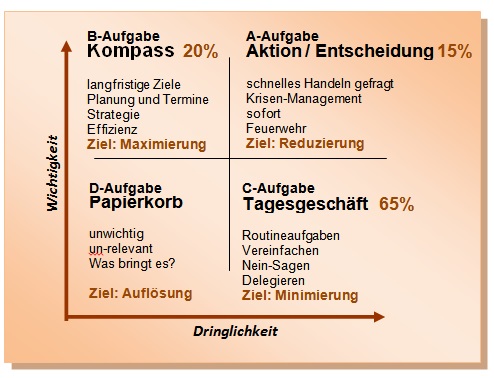 B-Aufgabe
Kompass 20%
langfristige Ziele
Planung und Termine
Strategie
Effizienz
Ziel: Maximierung
A-Aufgabe
Aktion / Entscheidung 15%
schnelles Handeln gefragt
Krisen-Management
sofort
Feuerwehr
Ziel: Reduzierung
Wichtigkeit
D-Aufgabe
Papierkorb
unwichtig
un-relevant
Was bringt es?
Ziel: Auflösung
C-Aufgabe
Tagesgeschäft 65%
Routineaufgaben
Vereinfachen
Nein-Sagen
Delegieren
Ziel: Minimierung
Dringlichkeit